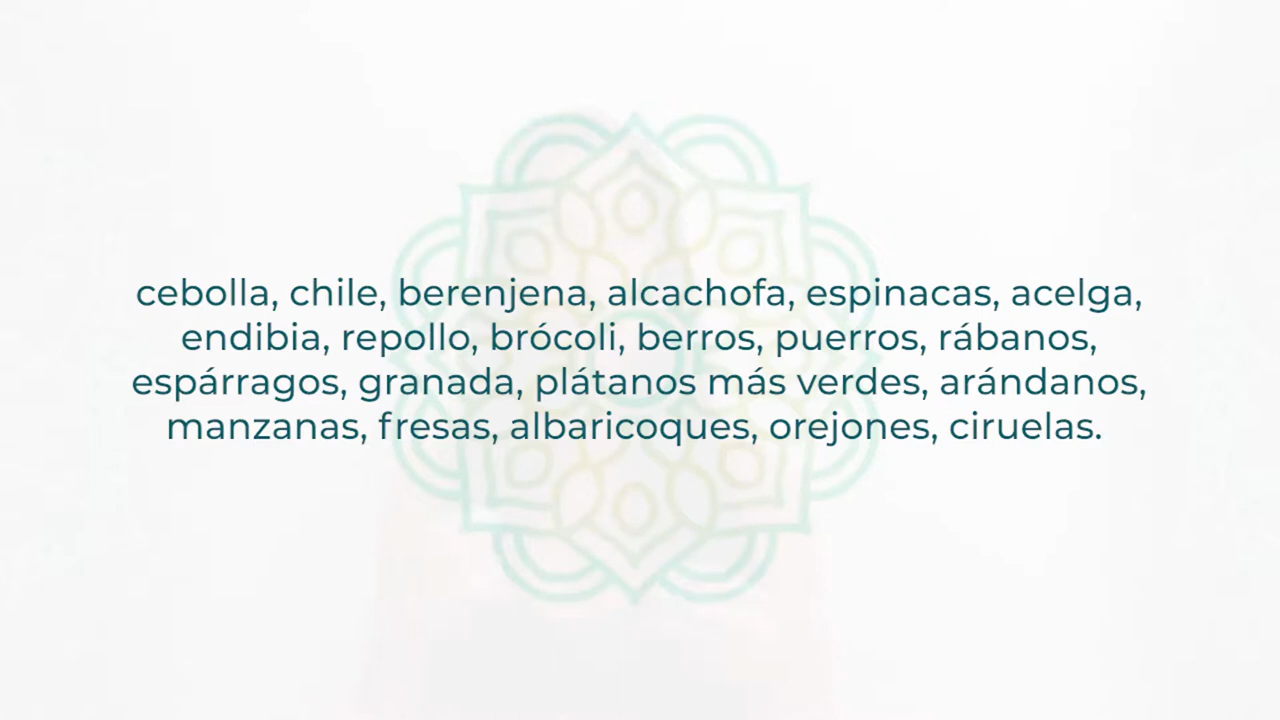 cebolla, chile, berenjena, alcachofa, espinacas, acelga,
endibia, repollo, brócoli, berros, puerros, rábanos,
espárragos, granada, plátanos más verdes, arándanos,
manzanas, fresas, albaricoques, orejones, ciruelas.